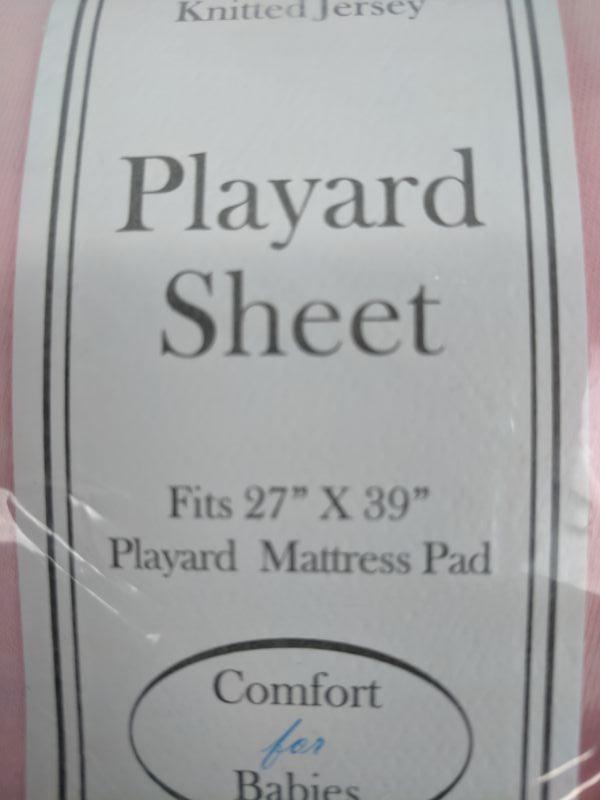 Knitted Jersey
Playard
Sheet
Fits 27” X 39”
Playard Mattress Pad
Comfort
for
Babies